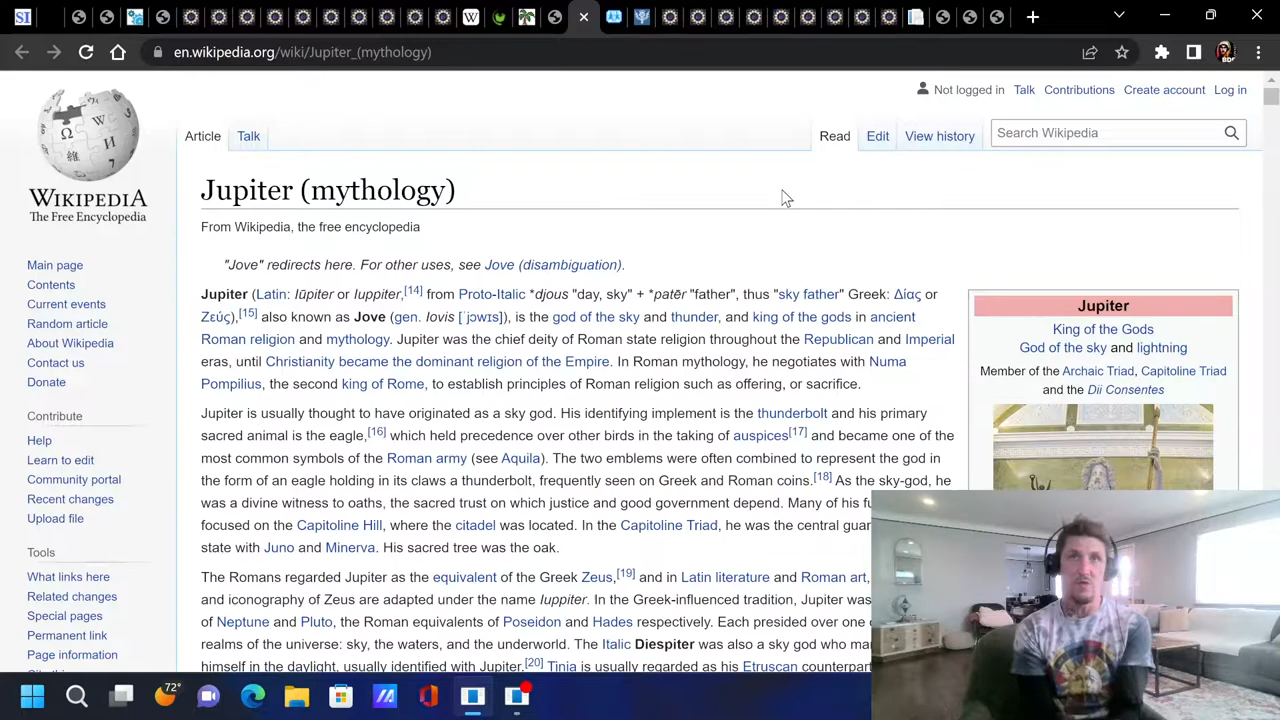 en.wikipedia.org/wiki/Jupiter_(mythology)
Not logged in Talk Contributions Create account Log in
Article Talk Read Edit View history Search Wikipedia
WIKIPEDIA
The Free Encyclopedia
Main page
Contents
Current events
Random article
About Wikipedia
Contact us
Donate
Contribute
Help
Learn to edit
Community portal
Recent changes
Upload file
Tools
What links here
Related changes
Special pages
Permanent link
Page information
Jupiter (mythology)
From Wikipedia, the free encyclopedia
"Jove" redirects here. For other uses, see Jove (disambiguation).
Jupiter (Latin: Iūpiter or Iuppiter,[14] from Proto-Italic *djous "day, sky" + *patēr "father", thus "sky father" Greek: Δίας or
Ζεύς),[15] also known as Jove (gen. Iovis [ˈjɔwɪs]), is the god of the sky and thunder, and king of the gods in ancient
Roman religion and mythology. Jupiter was the chief deity of Roman state religion throughout the Republican and Imperial
eras, until Christianity became the dominant religion of the Empire. In Roman mythology, he negotiates with Numa
Pompilius, the second king of Rome, to establish principles of Roman religion such as offering, or sacrifice.
Jupiter is usually thought to have originated as a sky god. His identifying implement is the thunderbolt and his primary
sacred animal is the eagle,[16] which held precedence over other birds in the taking of auspices[17] and became one of the
most common symbols of the Roman army (see Aquila). The two emblems were often combined to represent the god in
the form of an eagle holding in its claws a thunderbolt, frequently seen on Greek and Roman coins.[18] As the sky-god, he
was a divine witness to oaths, the sacred trust on which justice and good government depend. Many of his
focused on the Capitoline Hill, where the citadel was located. In the Capitoline Triad, he was the central
state with Juno and Minerva. His sacred tree was the oak.
The Romans regarded Jupiter as the equivalent of the Greek Zeus,[19] and in Latin literature and Roman art,
and iconography of Zeus are adapted under the name Iuppiter. In the Greek-influenced tradition, Jupiter was
of Neptune and Pluto, the Roman equivalents of Poseidon and Hades respectively. Each presided over one
realms of the universe: sky, the waters, and the underworld. The Italic Diespiter was also a sky god who
himself in the daylight, usually identified with Jupiter.[20] Tinia is usually regarded as his Etruscan
Jupiter
King of the Gods
God of the sky and lightning
Member of the Archaic Triad, Capitoline Triad
and the Dii Consentes
72°